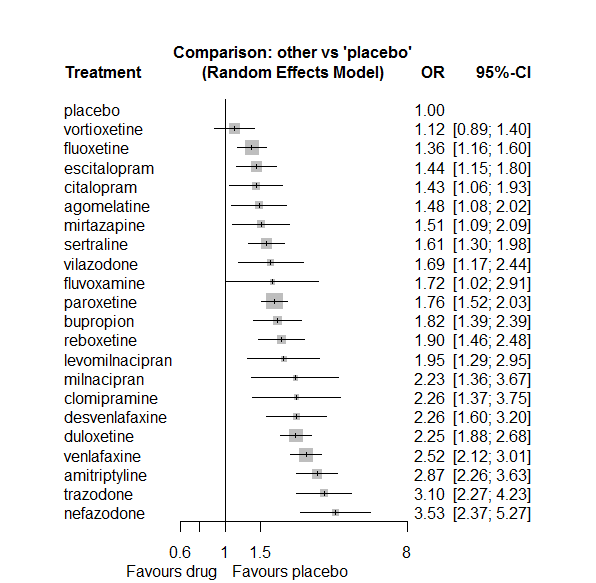 Comparison: other vs 'placebo'
Treatment (Random Effects Model) OR 95%-CI
placebo 1.00
vortioxetine 1.12 [0.89; 1.40]
fluoxetine 1.36 [1.16; 1.60]
escitalopram 1.44 [1.15; 1.80]
citalopram 1.43 [1.06; 1.93]
agomelatine 1.48 [1.08; 2.02]
mirtazapine 1.51 [1.09; 2.09]
sertraline 1.61 [1.30; 1.98]
vilazodone 1.69 [1.17; 2.44]
fluvoxamine 1.72 [1.02; 2.91]
paroxetine 1.76 [1.52; 2.03]
bupropion 1.82 [1.39; 2.39]
reboxetine 1.90 [1.46; 2.48]
levomilnacipran 1.95 [1.29; 2.95]
milnacipran 2.23 [1.36; 3.67]
clomipramine 2.26 [1.37; 3.75]
desvenlafaxine 2.26 [1.60; 3.20]
duloxetine 2.25 [1.88; 2.68]
venlafaxine 2.52 [2.12; 3.01]
amitriptyline 2.87 [2.26; 3.63]
trazodone 3.10 [2.27; 4.23]
nefazodone 3.53 [2.37; 5.27]
0.6 1 1.5 8
Favours drug Favours placebo